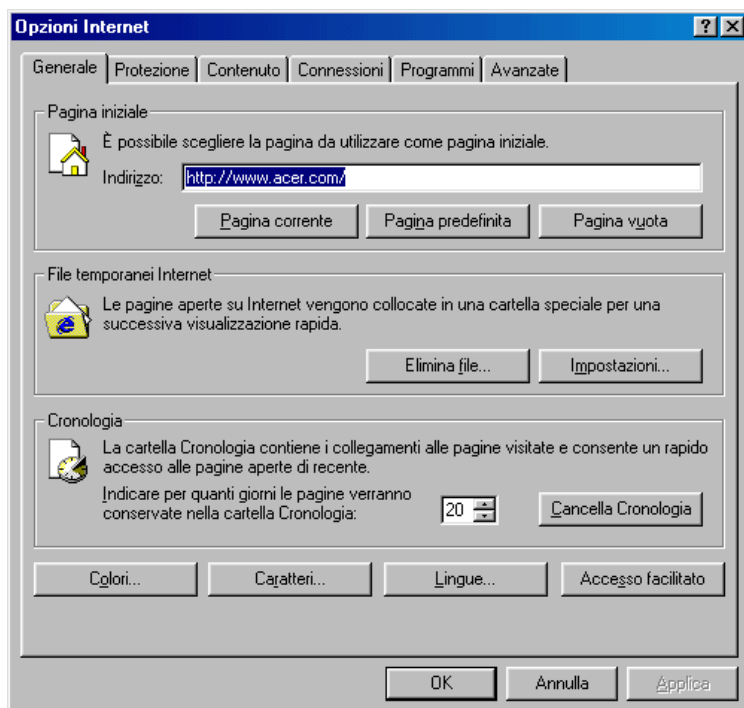 Opzioni Internet
Generale Protezione Contenuto Connessioni Programmi Avanzate
Pagina iniziale
È possibile scegliere la pagina da utilizzare come pagina iniziale.
Indirizzo: http://www.acer.com/
Pagina corrente Pagina predefinita Pagina vuota
File temporanei Internet
Le pagine aperte su Internet vengono collocate in una cartella speciale per una
successiva visualizzazione rapida.
Elimina file... Impostazioni...
Cronologia
La cartella Cronologia contiene i collegamenti alle pagine visitate e consente un rapido
accesso alle pagine aperte di recente.
Indicare per quanti giorni le pagine verranno
conservate nella cartella Cronologia: 20 Cancella Cronologia
Colori... Caratteri... Lingue... Accesso facilitato
OK Annulla Applica